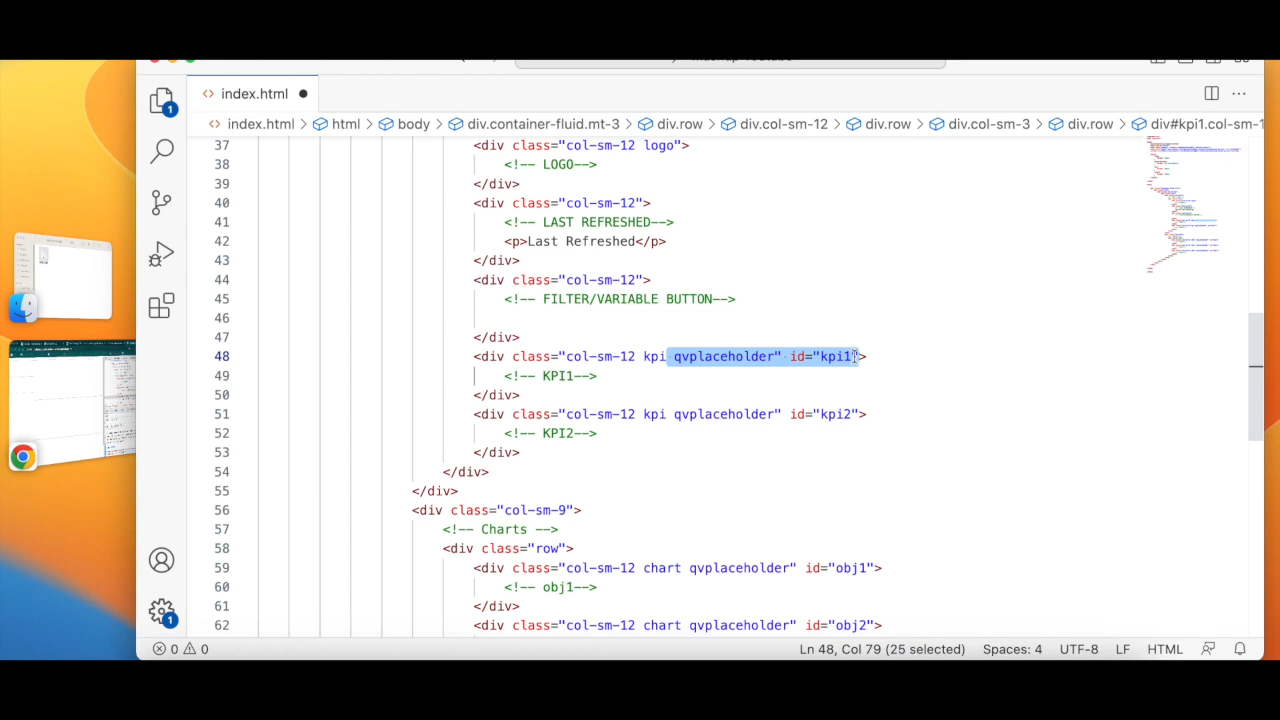 index.html
index.html > html > body > div.container-fluid.mt-3 > div.row > div.col-sm-12 > div.row > div.col-sm-3 > div.row > div#kpi1.col-sm-1
37 <div class="col-sm-12 logo">
38 <!-- LOGO-->
39 </div>
40 <div class="col-sm-12">
41 <!-- LAST REFRESHED-->
42 <p>Last Refreshed</p>
43 </div>
44 <div class="col-sm-12">
45 <!-- FILTER/VARIABLE BUTTON-->
46
47 </div>
48 <div class="col-sm-12 kpi qvplaceholder" id="kpi1">
49 <!-- KPI1-->
50 </div>
51 <div class="col-sm-12 kpi qvplaceholder" id="kpi2">
52 <!-- KPI2-->
53 </div>
54 </div>
55 </div>
56 <div class="col-sm-9">
57 <!-- Charts -->
58 <div class="row">
59 <div class="col-sm-12 chart qvplaceholder" id="obj1">
60 <!-- obj1-->
61 </div>
62 <div class="col-sm-12 chart qvplaceholder" id="obj2">
1
1
0 0
Ln 48, Col 79 (25 selected) Spaces: 4 UTF-8 LF HTML